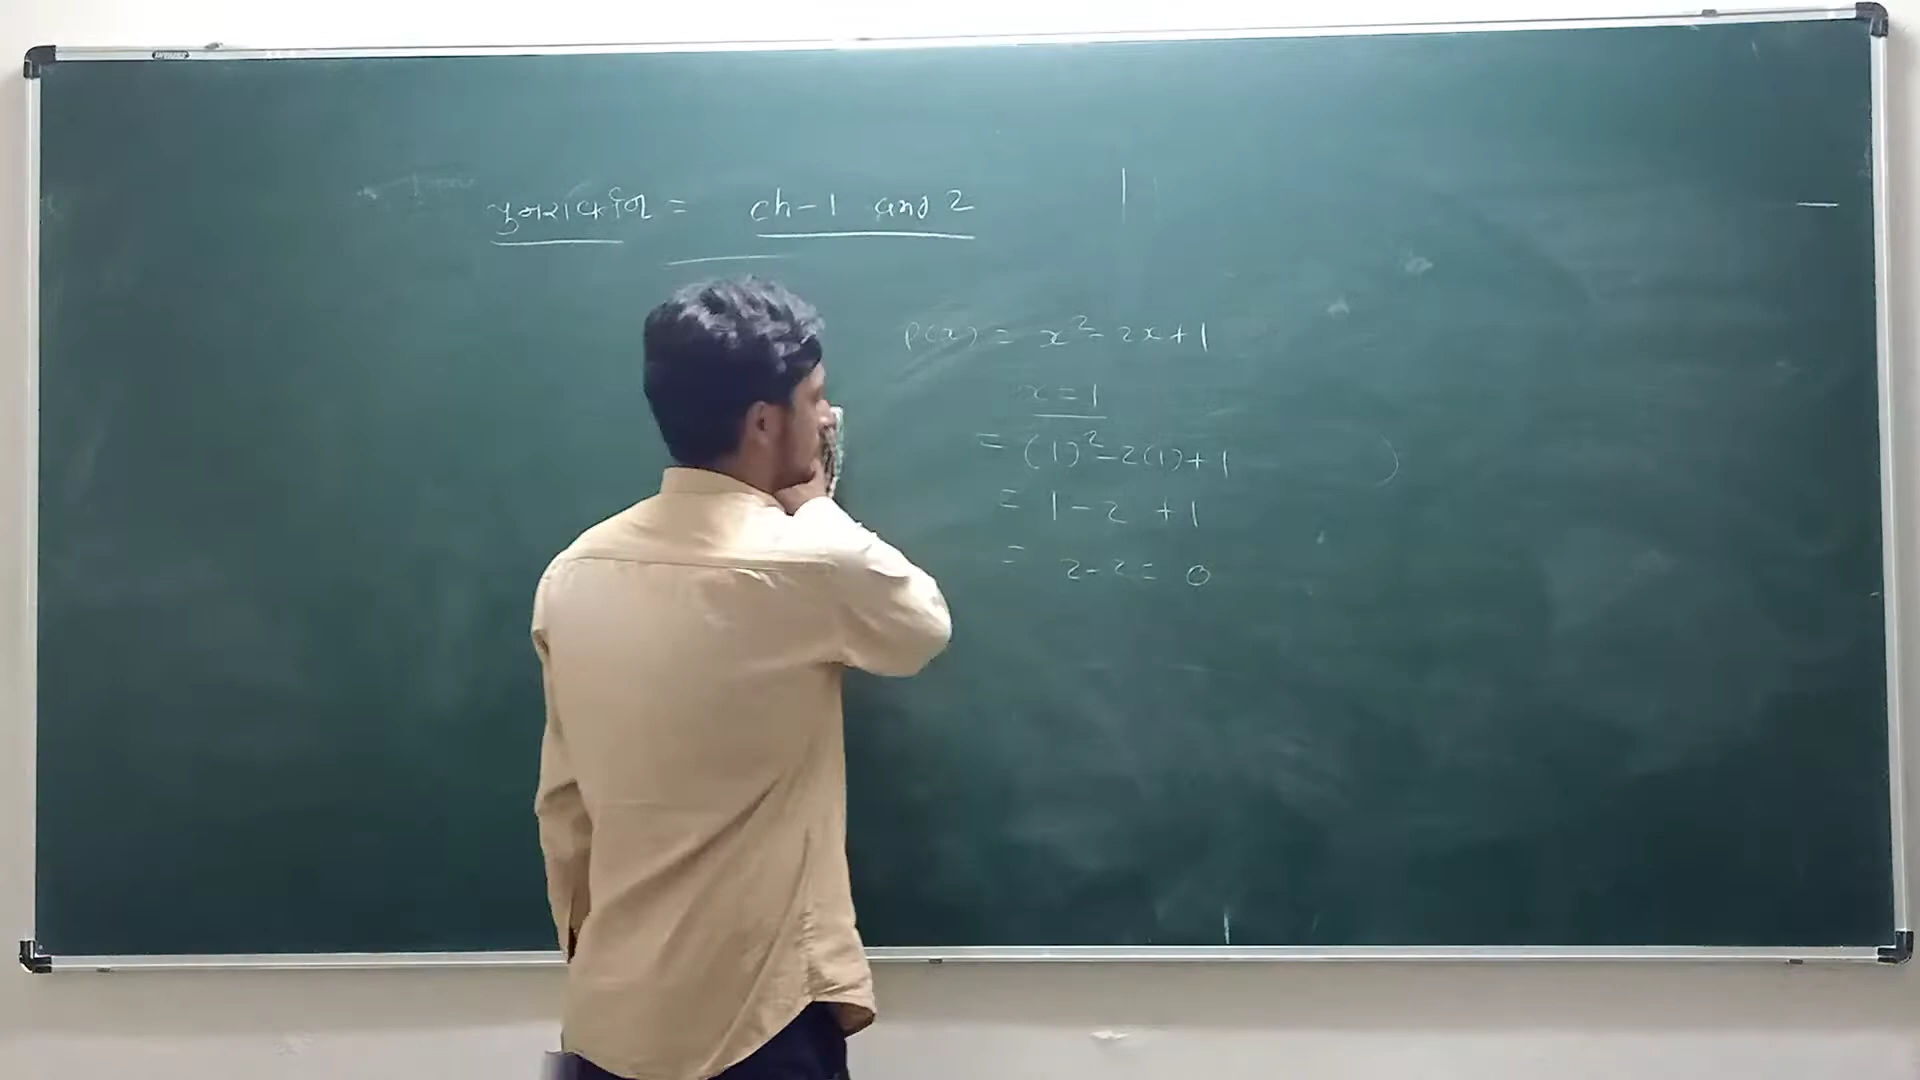 પુનરાવર્તન = ch-1 and 2
P(x) = x²-2x+1
x=1
= (1)²-2(1)+1
= 1-2 +1
= 2-2= 0